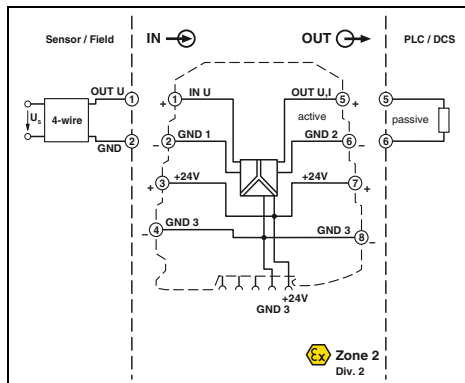 Sensor / Field
IN
OUT
PLC / DCS
OUT U
1
+
1
IN U
OUT U,I
5
+
5
Us
4-wire
active
passive
GND
2
−
2
GND 1
GND 2
6
−
6
+
3
+24V
+24V
7
+
−
4
GND 3
GND 3
8
−
+24V
GND 3
Ex
Zone 2
Div. 2